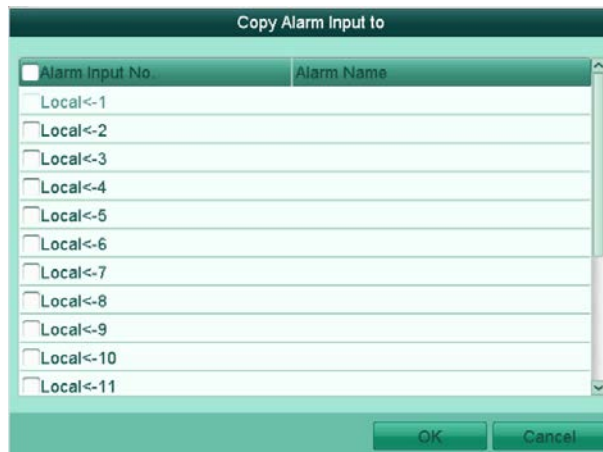 Copy Alarm Input to
Alarm Input No. Alarm Name
Local<-1
Local<-2
Local<-3
Local<-4
Local<-5
Local<-6
Local<-7
Local<-8
Local<-9
Local<-10
Local<-11
OK Cancel